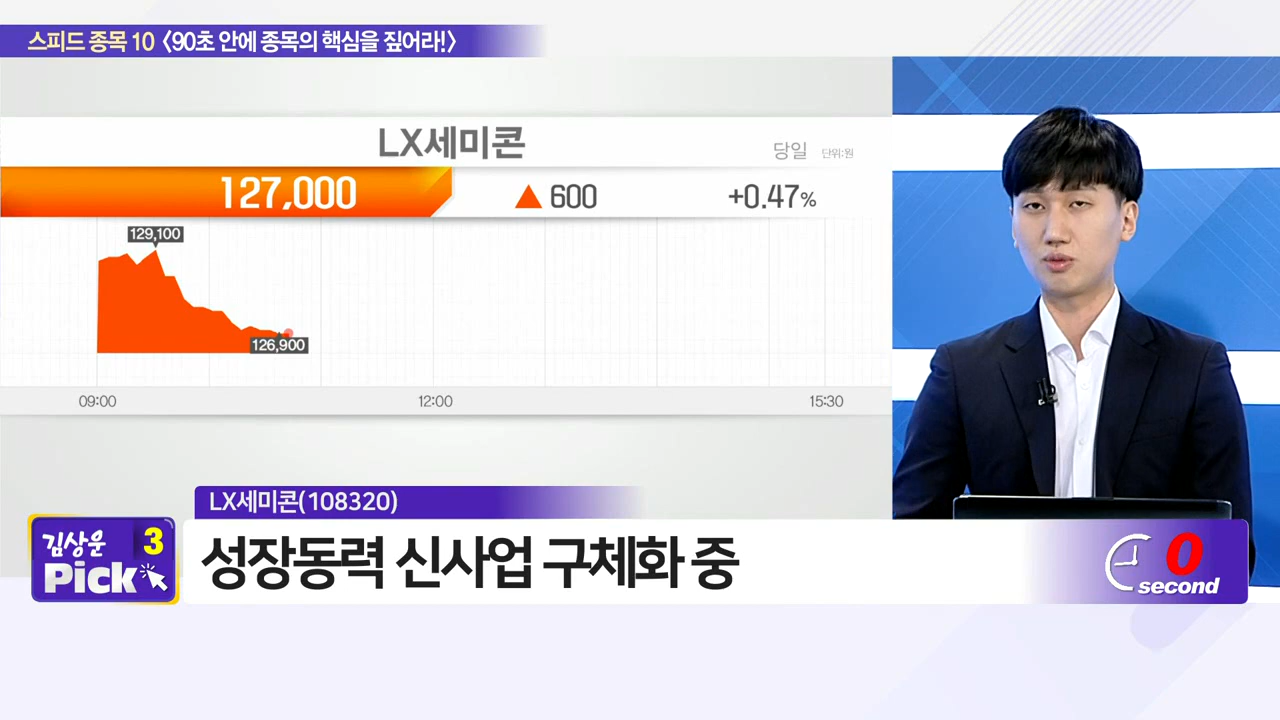 스피드 종목 10 〈90초 안에 종목의 핵심을 짚어라!〉
LX세미콘
당일 단위:원
127,000 ▲ 600 +0.47%
129,100
126,900
09:00 12:00 15:30
LX세미콘(108320)
김상운 3
Pick
성장동력 신사업 구체화 중
0
second